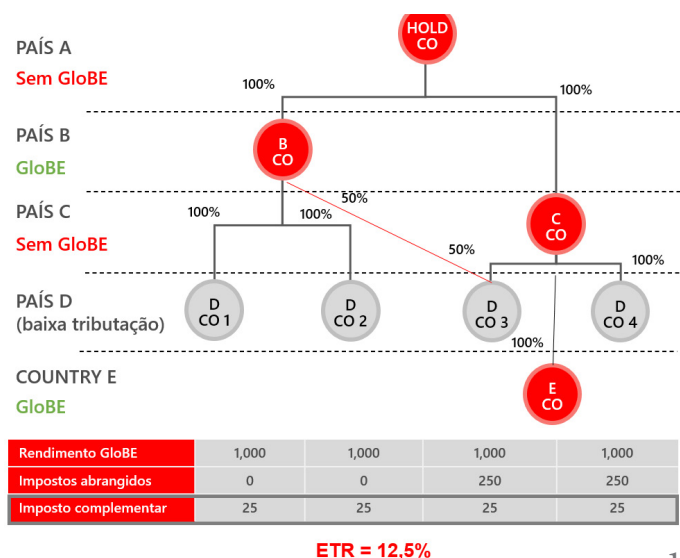 HOLD
CO
PAÍS A
Sem GloBE
100%
100%
PAÍS B
GloBE
B
CO
50%
PAÍS C
Sem GloBE
100%
100%
C
CO
50%
100%
PAÍS D
(baixa tributação)
D
CO 1
D
CO 2
D
CO 3
D
CO 4
100%
COUNTRY E
GloBE
E
CO
Rendimento GloBE 1,000 1,000 1,000 1,000
Impostos abrangidos 0 0 250 250
Imposto complementar 25 25 25 25
ETR = 12,5%